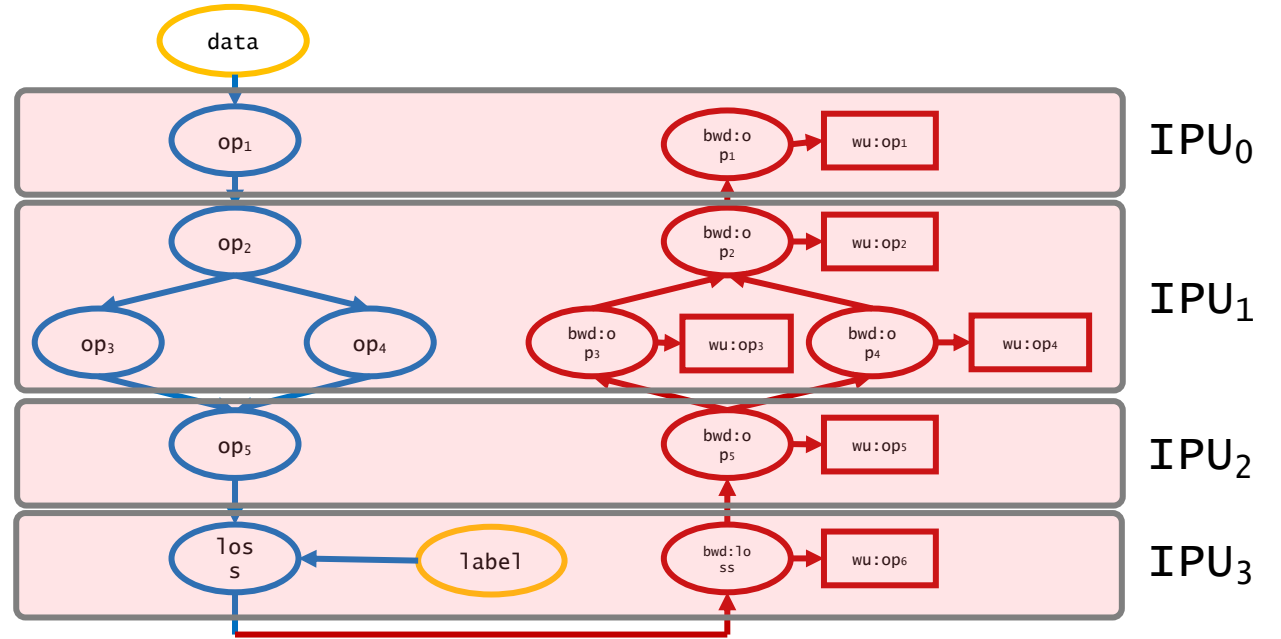 data
op₁
bwd:o
p₁
wu:op₁
IPU₀
op₂
bwd:o
p₂
wu:op₂
op₃
op₄
bwd:o
p₃
wu:op₃
bwd:o
p₄
wu:op₄
IPU₁
op₅
bwd:o
p₅
wu:op₅
IPU₂
los
s
label
bwd:lo
ss
wu:op₆
IPU₃